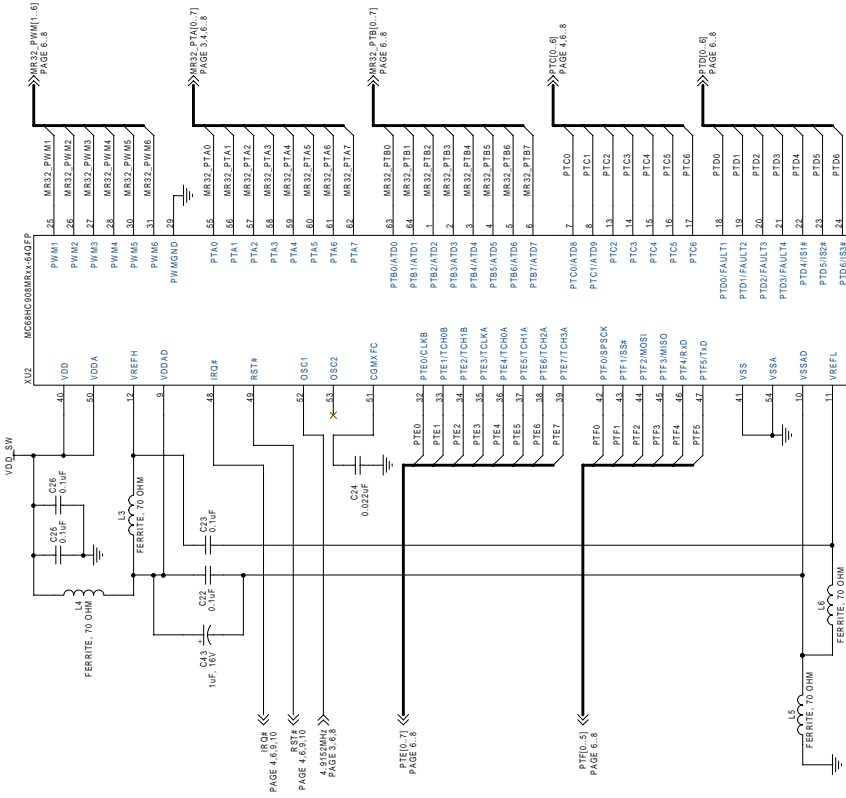 MR32_PWM[1..6]
PAGE 6..8
MR32_PTA[0..7]
PAGE 3,4,6..8
MR32_PTB[0..7]
PAGE 6..8
PTC[0..6]
PAGE 4,6..8
PTD[0..6]
PAGE 6..8
MR32_PWM1
MR32_PWM2
MR32_PWM3
MR32_PWM4
MR32_PWM5
MR32_PWM6
MR32_PTA0
MR32_PTA1
MR32_PTA2
MR32_PTA3
MR32_PTA4
MR32_PTA5
MR32_PTA6
MR32_PTA7
MR32_PTB0
MR32_PTB1
MR32_PTB2
MR32_PTB3
MR32_PTB4
MR32_PTB5
MR32_PTB6
MR32_PTB7
PTC0
PTC1
PTC2
PTC3
PTC4
PTC5
PTC6
PTD0
PTD1
PTD2
PTD3
PTD4
PTD5
PTD6
25
26
27
28
30
31
29
55
56
57
58
59
60
61
62
63
64
1
2
3
4
5
6
7
8
13
14
15
16
17
18
19
20
21
22
23
24
MC68HC908MRxx-64QFP
PWM1
PWM2
PWM3
PWM4
PWM5
PWM6
PWMGND
PTA0
PTA1
PTA2
PTA3
PTA4
PTA5
PTA6
PTA7
PTB0/ATD0
PTB1/ATD1
PTB2/ATD2
PTB3/ATD3
PTB4/ATD4
PTB5/ATD5
PTB6/ATD6
PTB7/ATD7
PTC0/ATD8
PTC1/ATD9
PTC2
PTC3
PTC4
PTC5
PTC6
PTD0/FAULT1
PTD1/FAULT2
PTD2/FAULT3
PTD3/FAULT4
PTD4/IS1#
PTD5/IS2#
PTD6/IS3#
XU2
VDD
VDDA
VREFH
VDDAD
IRQ#
RST#
OSC1
OSC2
CGMXFC
PTE0/CLKB
PTE1/TCH0B
PTE2/TCH1B
PTE3/TCLKA
PTE4/TCH0A
PTE5/TCH1A
PTE6/TCH2A
PTE7/TCH3A
PTF0/SPSCK
PTF1/SS#
PTF2/MOSI
PTF3/MISO
PTF4/RxD
PTF5/TxD
VSS
VSSA
VSSAD
VREFL
40
50
12
9
48
49
52
53
51
32
33
34
35
36
37
38
39
42
43
44
45
46
47
41
54
10
11
PTE0
PTE1
PTE2
PTE3
PTE4
PTE5
PTE6
PTE7
PTF0
PTF1
PTF2
PTF3
PTF4
PTF5
VDD_SW
C26
0.1uF
C25
0.1uF
L3
FERRITE, 70 OHM
C23
0.1uF
C24
0.022uF
L4
FERRITE, 70 OHM
C22
0.1uF
C43
1uF, 16V
L6
FERRITE, 70 OHM
L5
FERRITE, 70 OHM
IRQ#
PAGE 4,6,9,10
RST#
PAGE 4,6,9,10
4.9152MHz
PAGE 3,6,8
PTE[0..7]
PAGE 6..8
PTF[0..5]
PAGE 6..8